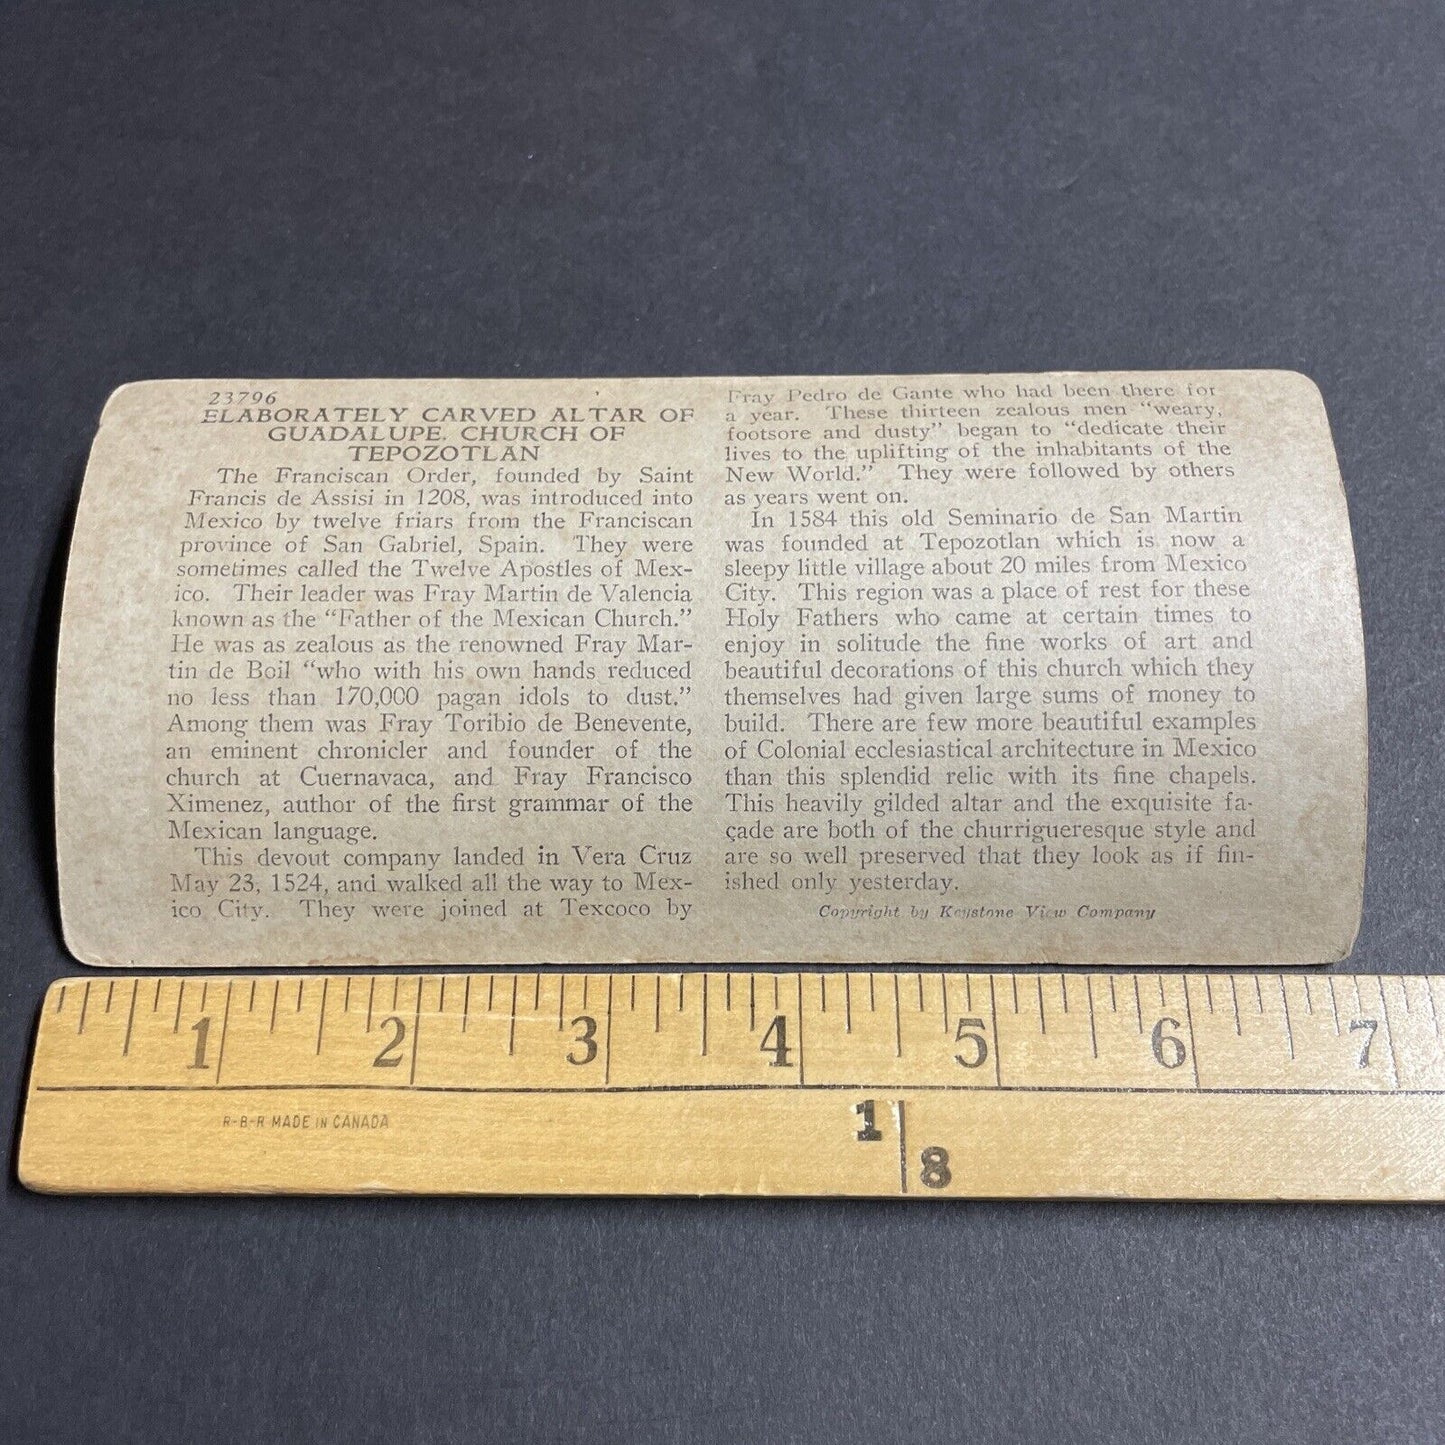 23796
ELABORATELY CARVED ALTAR OF
GUADALUPE. CHURCH OF
TEPOZOTLAN
The Franciscan Order, founded by Saint
Francis de Assisi in 1208, was introduced into
Mexico by twelve friars from the Franciscan
province of San Gabriel, Spain. They were
sometimes called the Twelve Apostles of Mex-
ico. Their leader was Fray Martin de Valencia
known as the "Father of the Mexican Church."
He was as zealous as the renowned Fray Mar-
tin de Boil "who with his own hands reduced
no less than 170,000 pagan idols to dust."
Among them was Fray Toribio de Benevente,
an eminent chronicler and founder of the
church at Cuernavaca, and Fray Francisco
Ximenez, author of the first grammar of the
Mexican language.
This devout company landed in Vera Cruz
May 23, 1524, and walked all the way to Mex-
ico City. They were joined at Texcoco by
Fray Pedro de Gante who had been there for
a year. These thirteen zealous men "weary,
footsore and dusty" began to "dedicate their
lives to the uplifting of the inhabitants of the
New World." They were followed by others
as years went on.
In 1584 this old Seminario de San Martin
was founded at Tepozotlan which is now a
sleepy little village about 20 miles from Mexico
City. This region was a place of rest for these
Holy Fathers who came at certain times to
enjoy in solitude the fine works of art and
beautiful decorations of this church which they
themselves had given large sums of money to
build. There are few more beautiful examples
of Colonial ecclesiastical architecture in Mexico
than this splendid relic with its fine chapels.
This heavily gilded altar and the exquisite fa-
çade are both of the churrigueresque style and
are so well preserved that they look as if fin-
ished only yesterday.
Copyright by Keystone View Company
1 2 3 4 5 6 7
R-B-R MADE IN CANADA
1
8